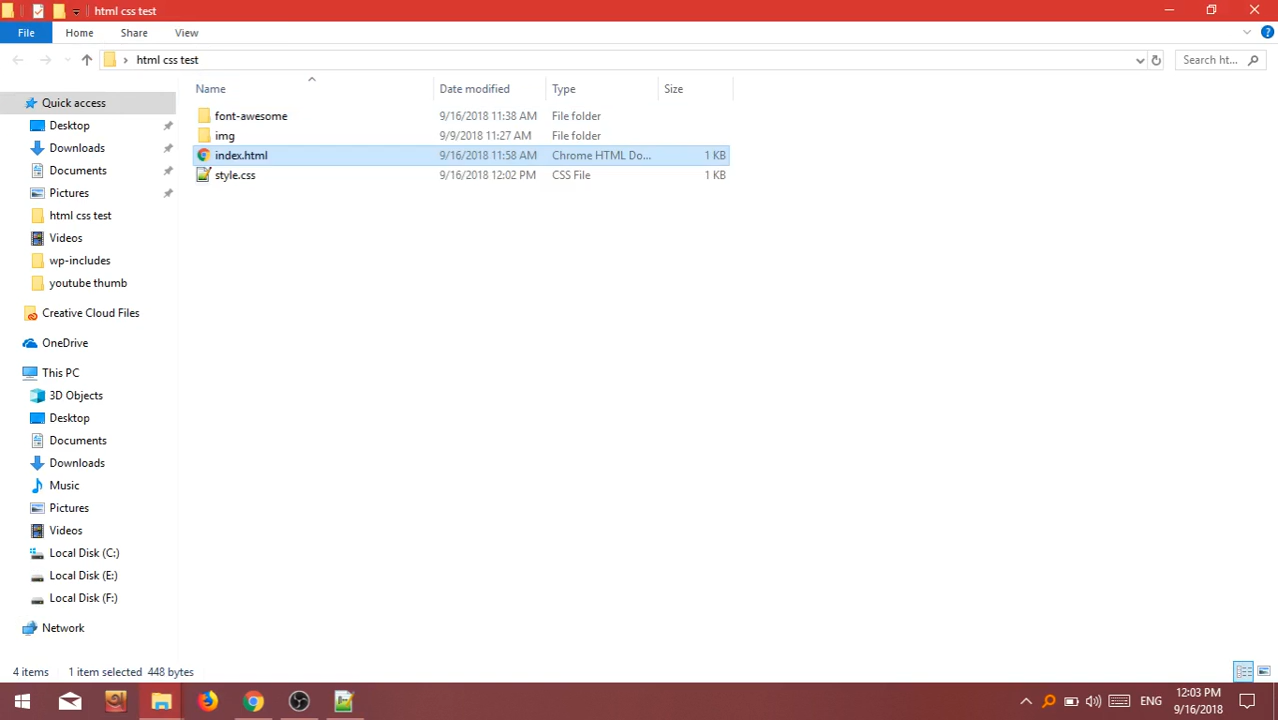 html css test
File
Home
Share
View
html css test
Search ht...
Name
Date modified
Type
Size
font-awesome
9/16/2018 11:38 AM
File folder
img
9/9/2018 11:27 AM
File folder
index.html
9/16/2018 11:58 AM
Chrome HTML Do...
1 KB
style.css
9/16/2018 12:02 PM
CSS File
1 KB
Quick access
Desktop
Downloads
Documents
Pictures
html css test
Videos
wp-includes
youtube thumb
Creative Cloud Files
OneDrive
This PC
3D Objects
Desktop
Documents
Downloads
Music
Pictures
Videos
Local Disk (C:)
Local Disk (E:)
Local Disk (F:)
Network
4 items
1 item selected 448 bytes
ENG
12:03 PM
9/16/2018